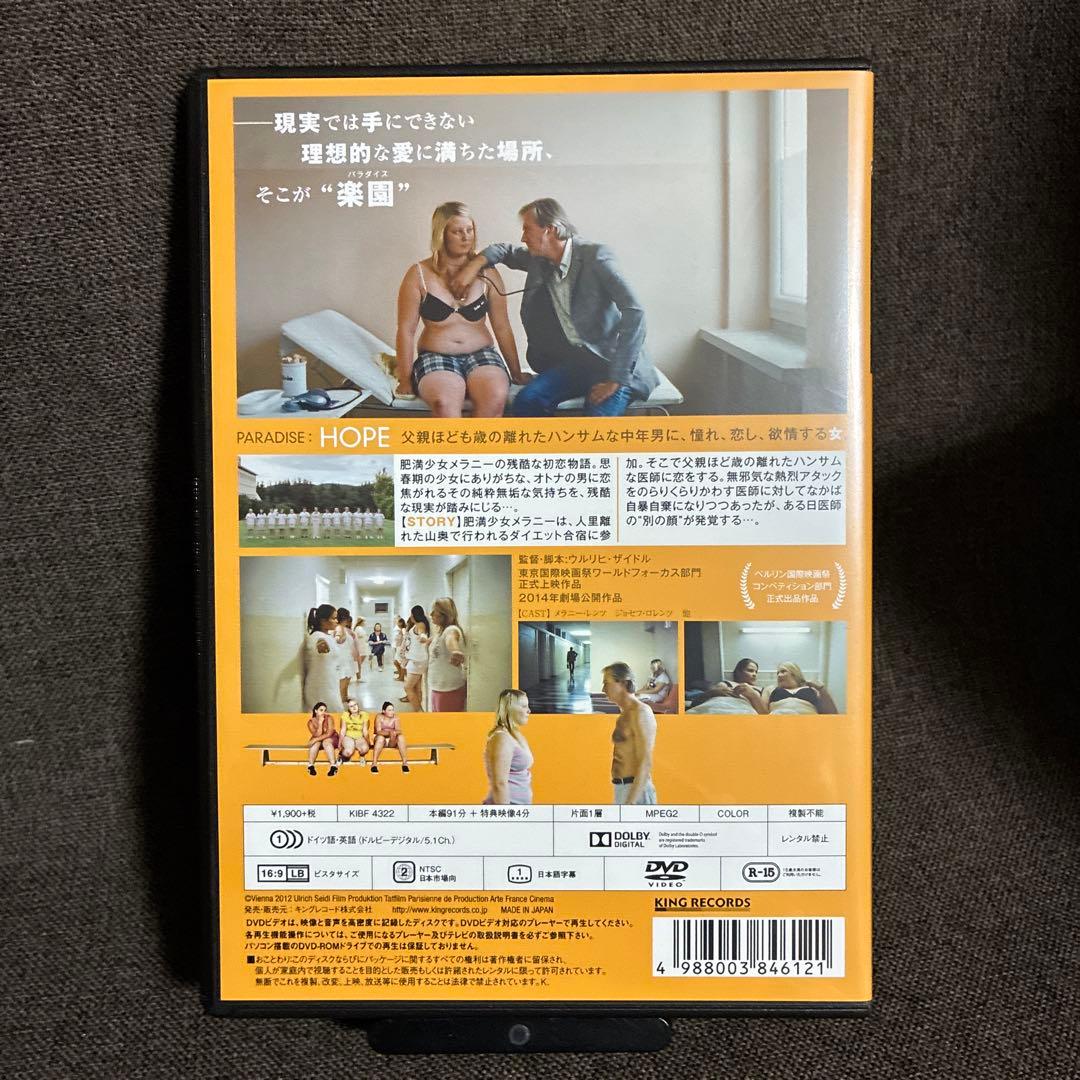 ──現実では手にできない
理想的な愛に満ちた場所、
パラダイス
そこが“楽園”
PARADISE: HOPE 父親ほども歳の離れたハンサムな中年男に、憧れ、恋し、欲情する女
肥満少女メラニーの残酷な初恋物語。思
春期の少女にありがちな、オトナの男に恋
焦がれるその純粋無垢な気持ちを、残酷
な現実が踏みにじる…。
【STORY】肥満少女メラニーは、人里離
れた山奥で行われるダイエット合宿に参
加。そこで父親ほど歳の離れたハンサム
な医師に恋をする。無邪気な熱烈アタック
をのらりくらりかわす医師に対してなかば
自暴自棄になりつつあったが、ある日医師
の“別の顔”が発覚する…。
監督・脚本:ウルリヒ・ザイドル
東京国際映画祭ワールドフォーカス部門
正式上映作品
2014年劇場公開作品
【CAST】メラニー・レンツ ジョセフ・ロレンツ 他
ベルリン国際映画祭
コンペティション部門
正式出品作品
¥1,900+税 KIBF 4322 本編91分 + 特典映像4分 片面1層 MPEG2 COLOR 複製不能
1 ドイツ語・英語 (ドルビーデジタル/5.1Ch.) DOLBY DIGITAL Dolby and the double-D symbol are registered trademarks of Dolby Laboratories. レンタル禁止
16:9 LB ビスタサイズ 2 NTSC 日本市場向 1 日本語字幕 DVD VIDEO R-15
©Vienna 2012 Ulrich Seidl Film Produktion Tatfilm Parisienne de Production Arte France Cinema
発売・販売元:キングレコード株式会社 http://www.kingrecords.co.jp MADE IN JAPAN
KING RECORDS
DVDビデオは、映像と音声を高密度に記録したディスクです。DVDビデオ対応のプレーヤーで再生してください。
各再生機能操作については、ご使用になるプレーヤー及びテレビの取扱説明書を必ずご参照下さい。
パソコン搭載のDVD-ROMドライブでの再生は保証しておりません。
■おことわり:このディスクならびにパッケージに関するすべての権利は著作権者に留保され、
個人が家庭内で視聴することを目的とした販売もしくは許諾されたレンタルに限って許可されています。
無断でこれを複製、改変、上映、放送等に使用することは法律で禁止されています。K.
4 988003 846121